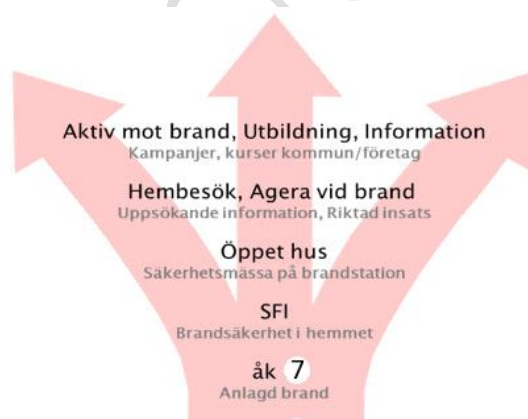 Aktiv mot brand, Utbildning, Information
Kampanjer, kurser kommun/företag
Hembesök, Agera vid brand
Uppsökande information, Riktad insats
Öppet hus
Säkerhetsmässa på brandstation
SFI
Brandsäkerhet i hemmet
åk 7
Anlagd brand